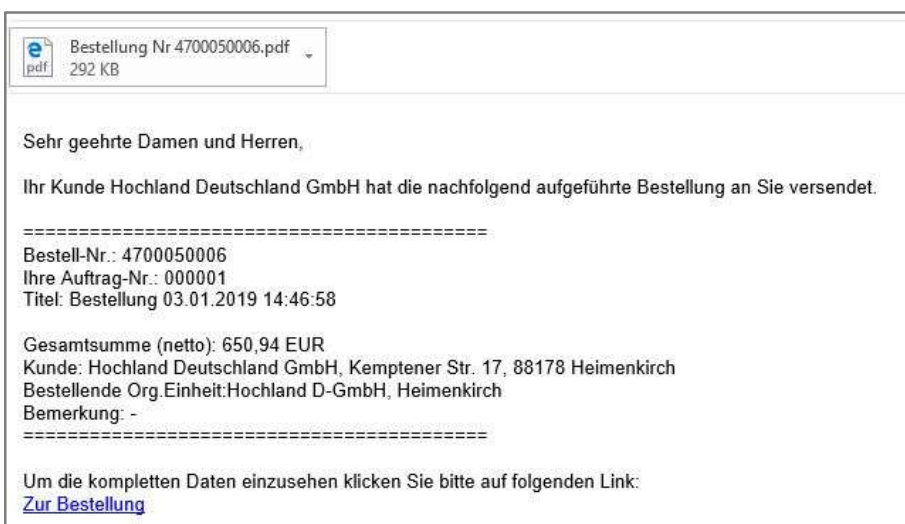 Bestellung Nr 4700050006.pdf
pdf
292 KB
Sehr geehrte Damen und Herren,
Ihr Kunde Hochland Deutschland GmbH hat die nachfolgend aufgeführte Bestellung an Sie versendet.
==========================================
Bestell-Nr.: 4700050006
Ihre Auftrag-Nr.: 000001
Titel: Bestellung 03.01.2019 14:46:58
Gesamtsumme (netto): 650,94 EUR
Kunde: Hochland Deutschland GmbH, Kemptener Str. 17, 88178 Heimenkirch
Bestellende Org.Einheit:Hochland D-GmbH, Heimenkirch
Bemerkung: -
==========================================
Um die kompletten Daten einzusehen klicken Sie bitte auf folgenden Link:
Zur Bestellung